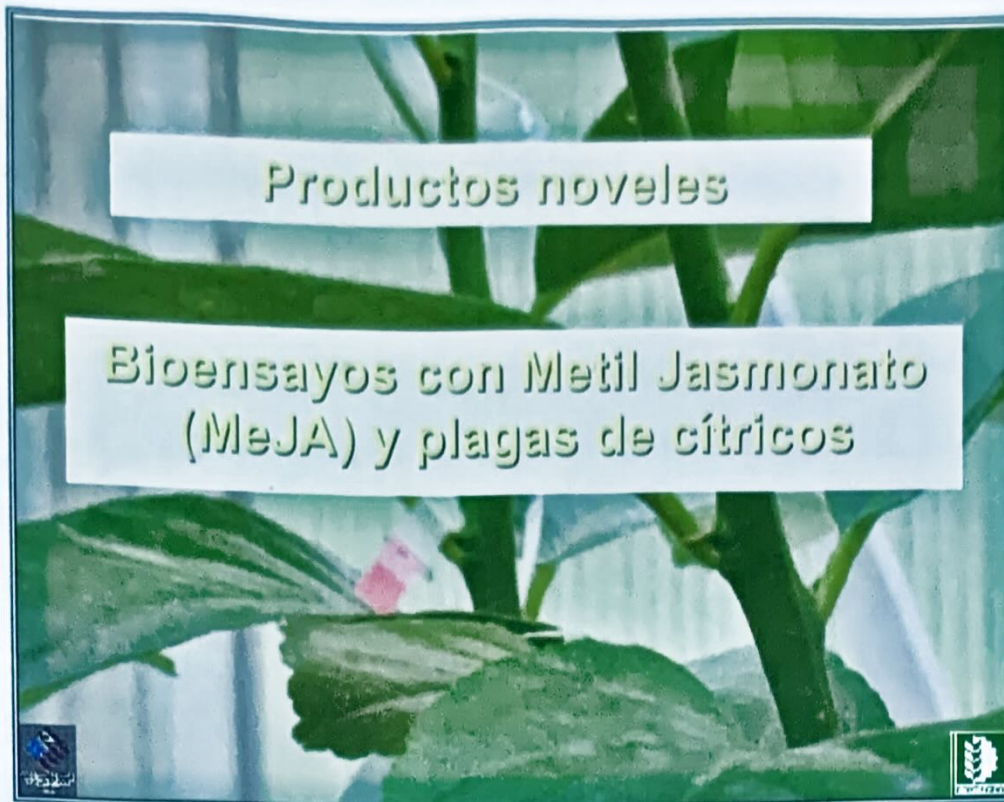 Productos noveles
Bioensayos con Metil Jasmonato
(MeJA) y plagas de cítricos